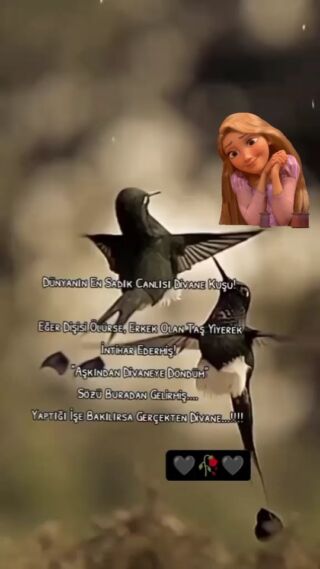 Dünyanın En Sadık Canlısı Divane Kuşu!
Eğer Dişisi Ölürse, Erkek Olan Taş Yiyerek
İntihar Edermiş!
"Aşkından Divaneye Döndüm"
Sözü Buradan Gelirmiş....
Yaptığı İşe Bakılırsa Gerçekten Divane...!!!!